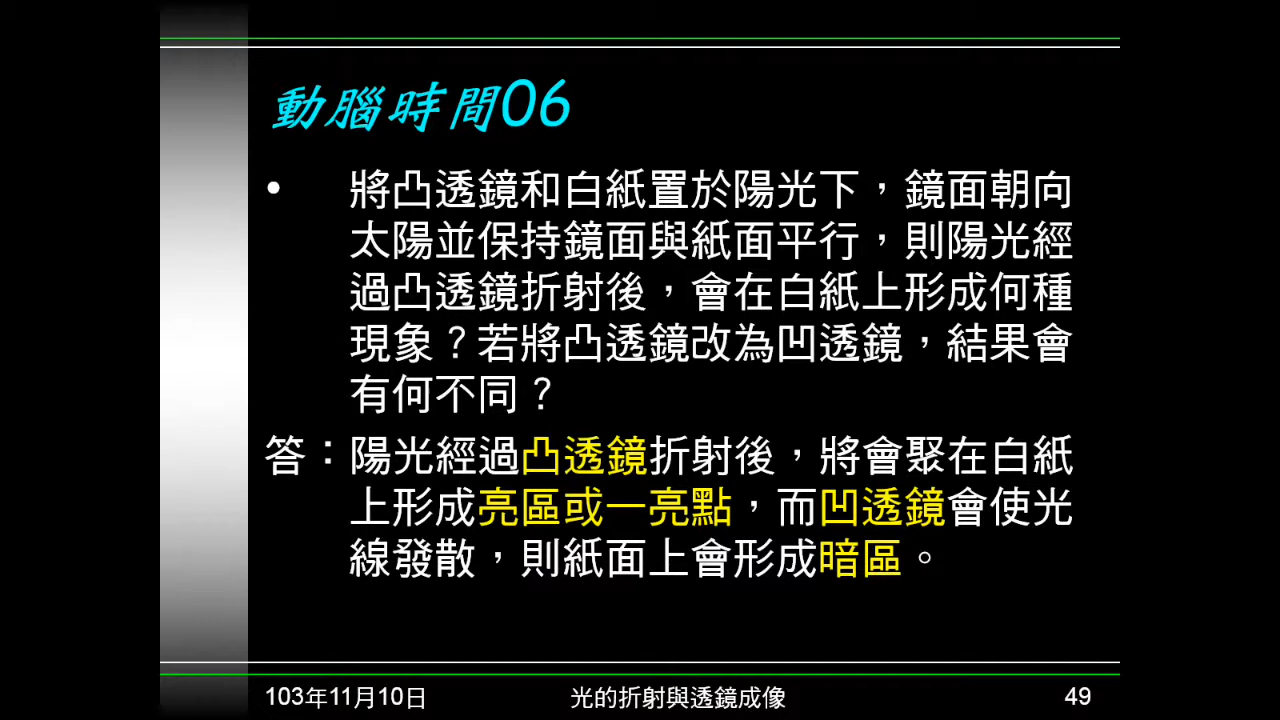 動腦時間06
• 將凸透鏡和白紙置於陽光下，鏡面朝向
太陽並保持鏡面與紙面平行，則陽光經
過凸透鏡折射後，會在白紙上形成何種
現象？若將凸透鏡改為凹透鏡，結果會
有何不同？
答：陽光經過凸透鏡折射後，將會聚在白紙
上形成亮區或一亮點，而凹透鏡會使光
線發散，則紙面上會形成暗區。
103年11月10日 光的折射與透鏡成像 49